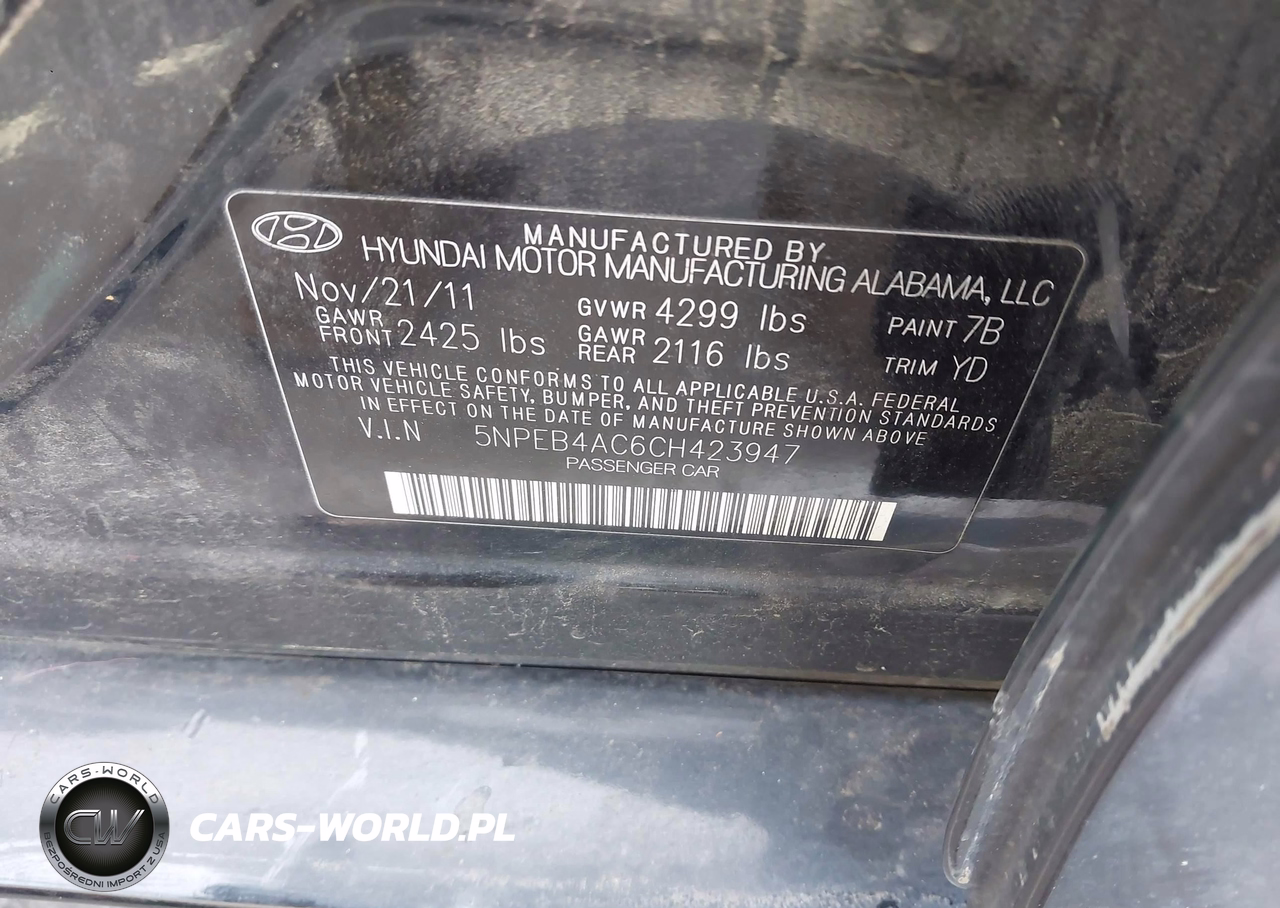 MANUFACTURED BY
HYUNDAI MOTOR MANUFACTURING ALABAMA, LLC
Nov/21/11 GVWR 4299 lbs PAINT 7B
GAWR FRONT 2425 lbs GAWR REAR 2116 lbs TRIM YD
THIS VEHICLE CONFORMS TO ALL APPLICABLE U.S.A. FEDERAL
MOTOR VEHICLE SAFETY, BUMPER, AND THEFT PREVENTION STANDARDS
IN EFFECT ON THE DATE OF MANUFACTURE SHOWN ABOVE
V.I.N 5NPEB4AC6CH423947
PASSENGER CAR
CARS-WORLD
CW
BEZPOŚREDNI IMPORT Z USA
CARS-WORLD.PL